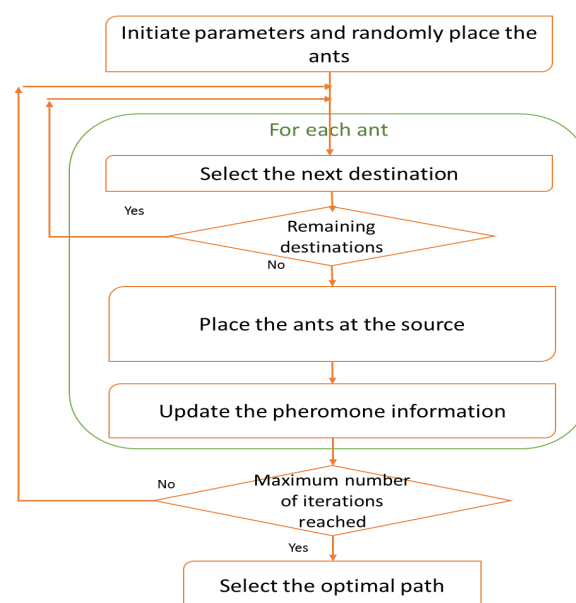 Initiate parameters and randomly place the
ants
For each ant
Select the next destination
Yes
Remaining
destinations
No
Place the ants at the source
Update the pheromone information
No
Maximum number
of iterations
reached
Yes
Select the optimal path